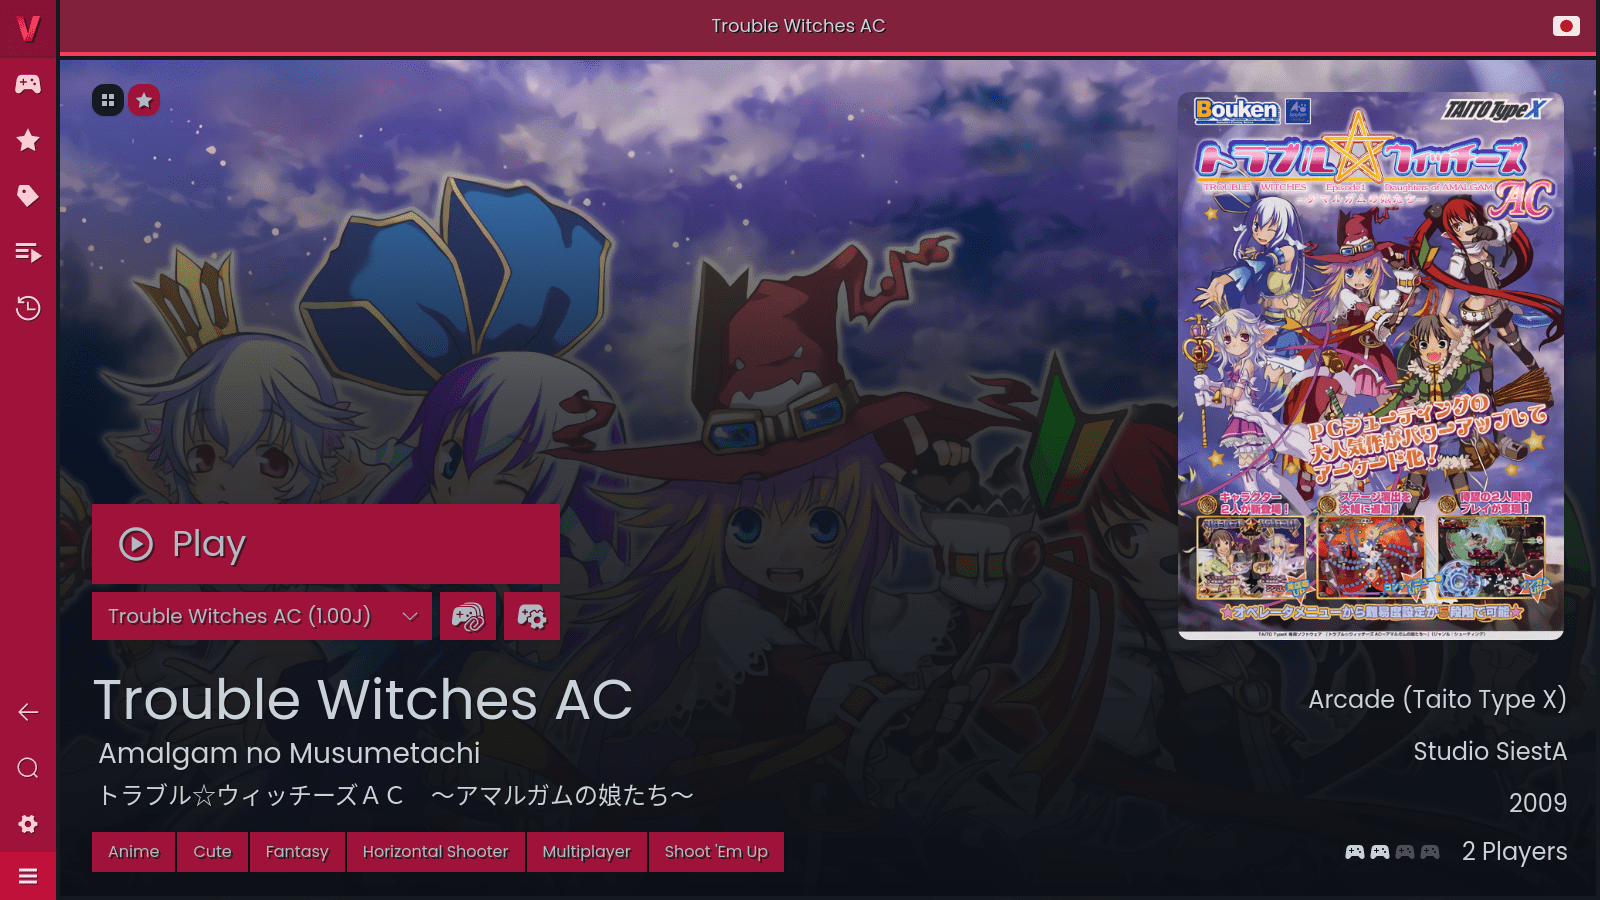 Trouble Witches AC
Bouken
TAITO Type X
トラブル☆ウィッチーズ
TROUBLE WITCHES Episode1 Daughters of AMALGAM
~アマルガムの娘たち~
AC
PCシューティングの
大人気作がパワーアップして
アーケード化!
キャラクター
2人が新登場!
ステージ演出を
大幅に追加!
待望の2人同時
プレイが実現!
★オペレータメニューから難易度設定が5段階で可能★
Play
Trouble Witches AC (1.00J)
Trouble Witches AC
Amalgam no Musumetachi
トラブル☆ウィッチーズＡＣ　～アマルガムの娘たち～
Anime
Cute
Fantasy
Horizontal Shooter
Multiplayer
Shoot 'Em Up
Arcade (Taito Type X)
Studio SiestA
2009
2 Players